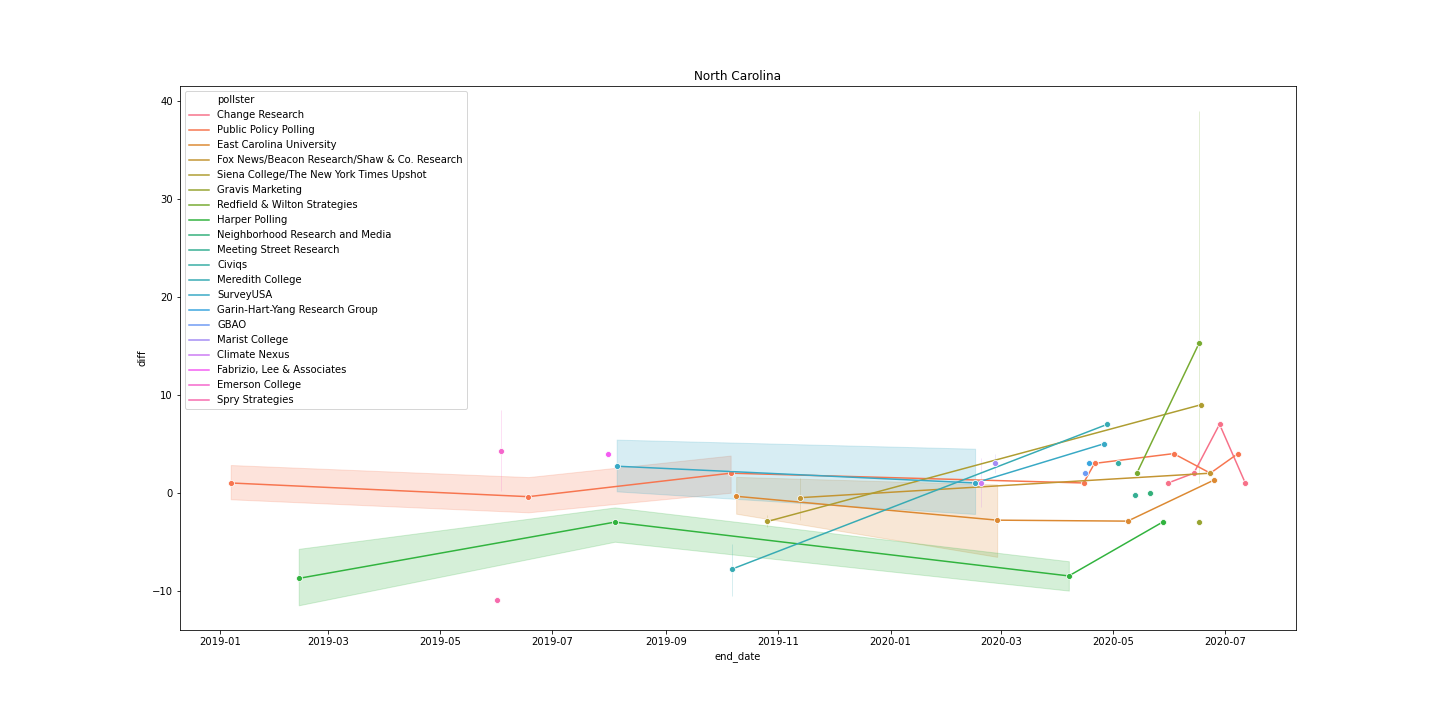 North Carolina
pollster
Change Research
Public Policy Polling
East Carolina University
Fox News/Beacon Research/Shaw & Co. Research
Siena College/The New York Times Upshot
Gravis Marketing
Redfield & Wilton Strategies
Harper Polling
Neighborhood Research and Media
Meeting Street Research
Civiqs
Meredith College
SurveyUSA
Garin-Hart-Yang Research Group
GBAO
Marist College
Climate Nexus
Fabrizio, Lee & Associates
Emerson College
Spry Strategies
40
30
20
10
0
−10
diff
2019-01 2019-03 2019-05 2019-07 2019-09 2019-11 2020-01 2020-03 2020-05 2020-07
end_date